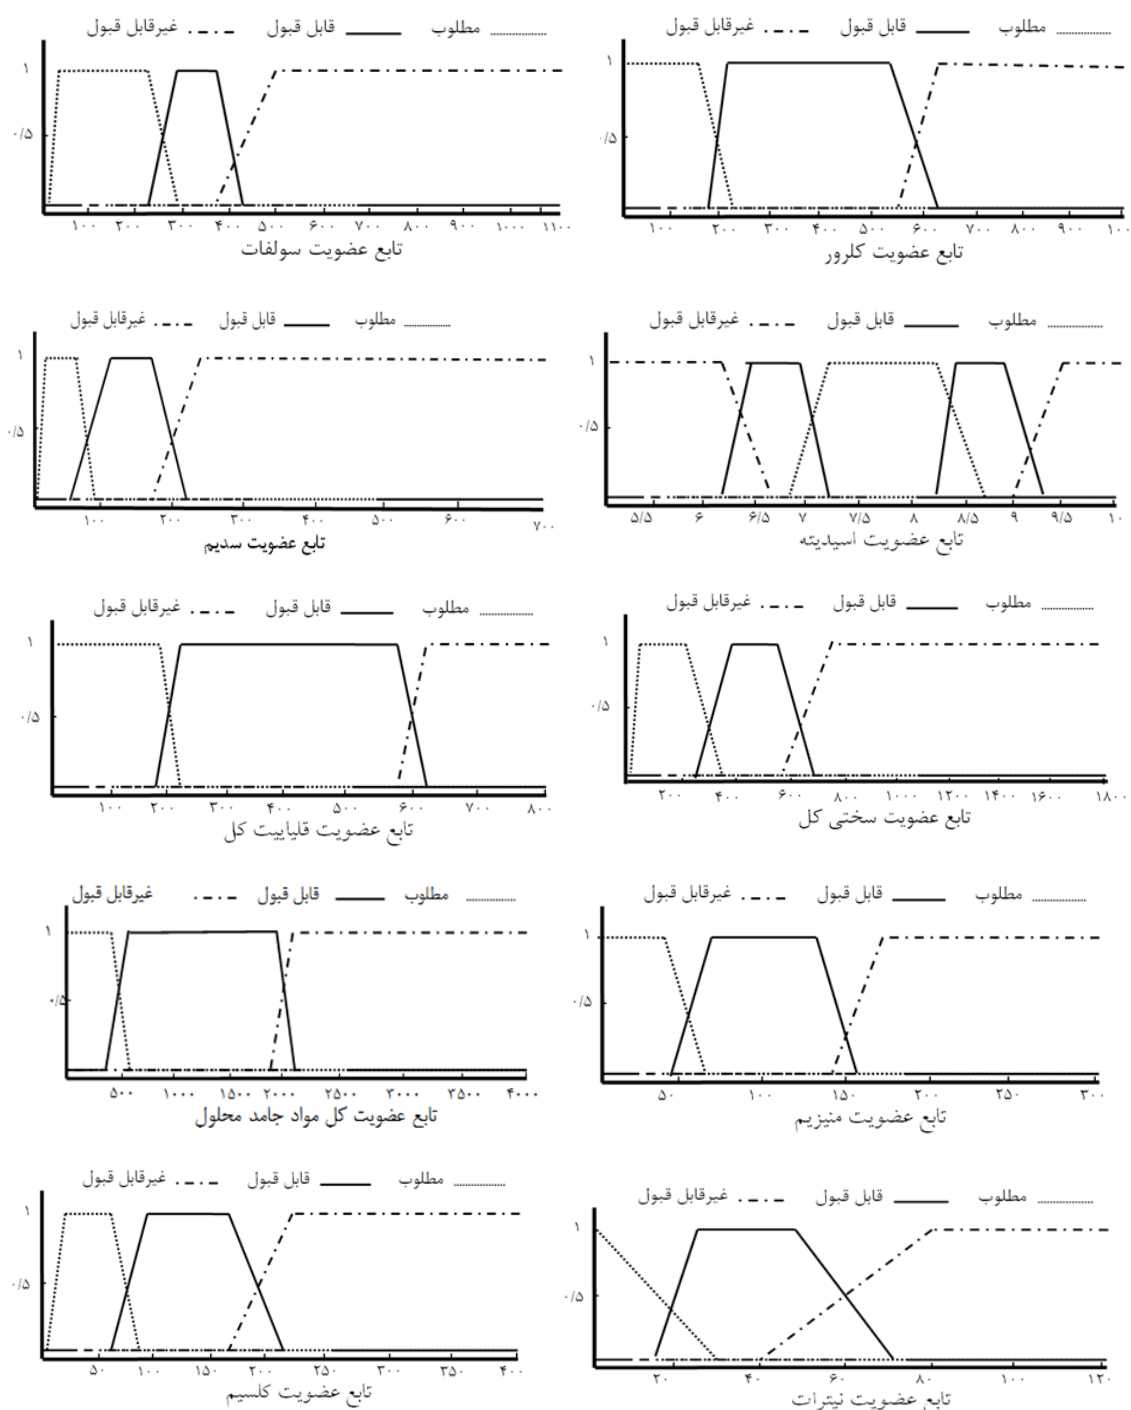 مطلوب قابل قبول غیرقابل قبول
۱
۰/۵
۱۰۰ ۲۰۰ ۳۰۰ ۴۰۰ ۵۰۰ ۶۰۰ ۷۰۰ ۸۰۰ ۹۰۰ ۱۰۰
تابع عضویت کلرور
مطلوب قابل قبول غیرقابل قبول
۱
۰/۵
۱۰۰ ۲۰۰ ۳۰۰ ۴۰۰ ۵۰۰ ۶۰۰ ۷۰۰ ۸۰۰ ۹۰۰ ۱۰۰۰ ۱۱۰۰
تابع عضویت سولفات
مطلوب قابل قبول غیرقابل قبول
۱
۰/۵
۵/۵ ۶ ۶/۵ ۷ ۷/۵ ۸ ۸/۵ ۹ ۹/۵ ۱۰
تابع عضویت اسیدیته
مطلوب قابل قبول غیرقابل قبول
۱
۰/۵
۱۰۰ ۲۰۰ ۳۰۰ ۴۰۰ ۵۰۰ ۶۰۰ ۷۰۰
تابع عضویت سدیم
مطلوب قابل قبول غیرقابل قبول
۱
۰/۵
۲۰۰ ۴۰۰ ۶۰۰ ۸۰۰ ۱۰۰۰ ۱۲۰۰ ۱۴۰۰ ۱۶۰۰ ۱۸۰۰
تابع عضویت سختی کل
مطلوب قابل قبول غیرقابل قبول
۱
۰/۵
۱۰۰ ۲۰۰ ۳۰۰ ۴۰۰ ۵۰۰ ۶۰۰ ۷۰۰ ۸۰۰
تابع عضویت قلیاییت کل
مطلوب قابل قبول غیرقابل قبول
۱
۰/۵
۵۰ ۱۰۰ ۱۵۰ ۲۰۰ ۲۵۰ ۳۰۰
تابع عضویت منیزیم
مطلوب قابل قبول غیرقابل قبول
۱
۰/۵
۵۰۰ ۱۰۰۰ ۱۵۰۰ ۲۰۰۰ ۲۵۰۰ ۳۰۰۰ ۳۵۰۰ ۴۰۰۰
تابع عضویت کل مواد جامد محلول
مطلوب قابل قبول غیرقابل قبول
۱
۰/۵
۲۰ ۴۰ ۶۰ ۸۰ ۱۰۰ ۱۲۰
تابع عضویت نیترات
مطلوب قابل قبول غیرقابل قبول
۱
۰/۵
۵۰ ۱۰۰ ۱۵۰ ۲۰۰ ۳۰۰ ۳۵۰ ۴۰۰
تابع عضویت کلسیم